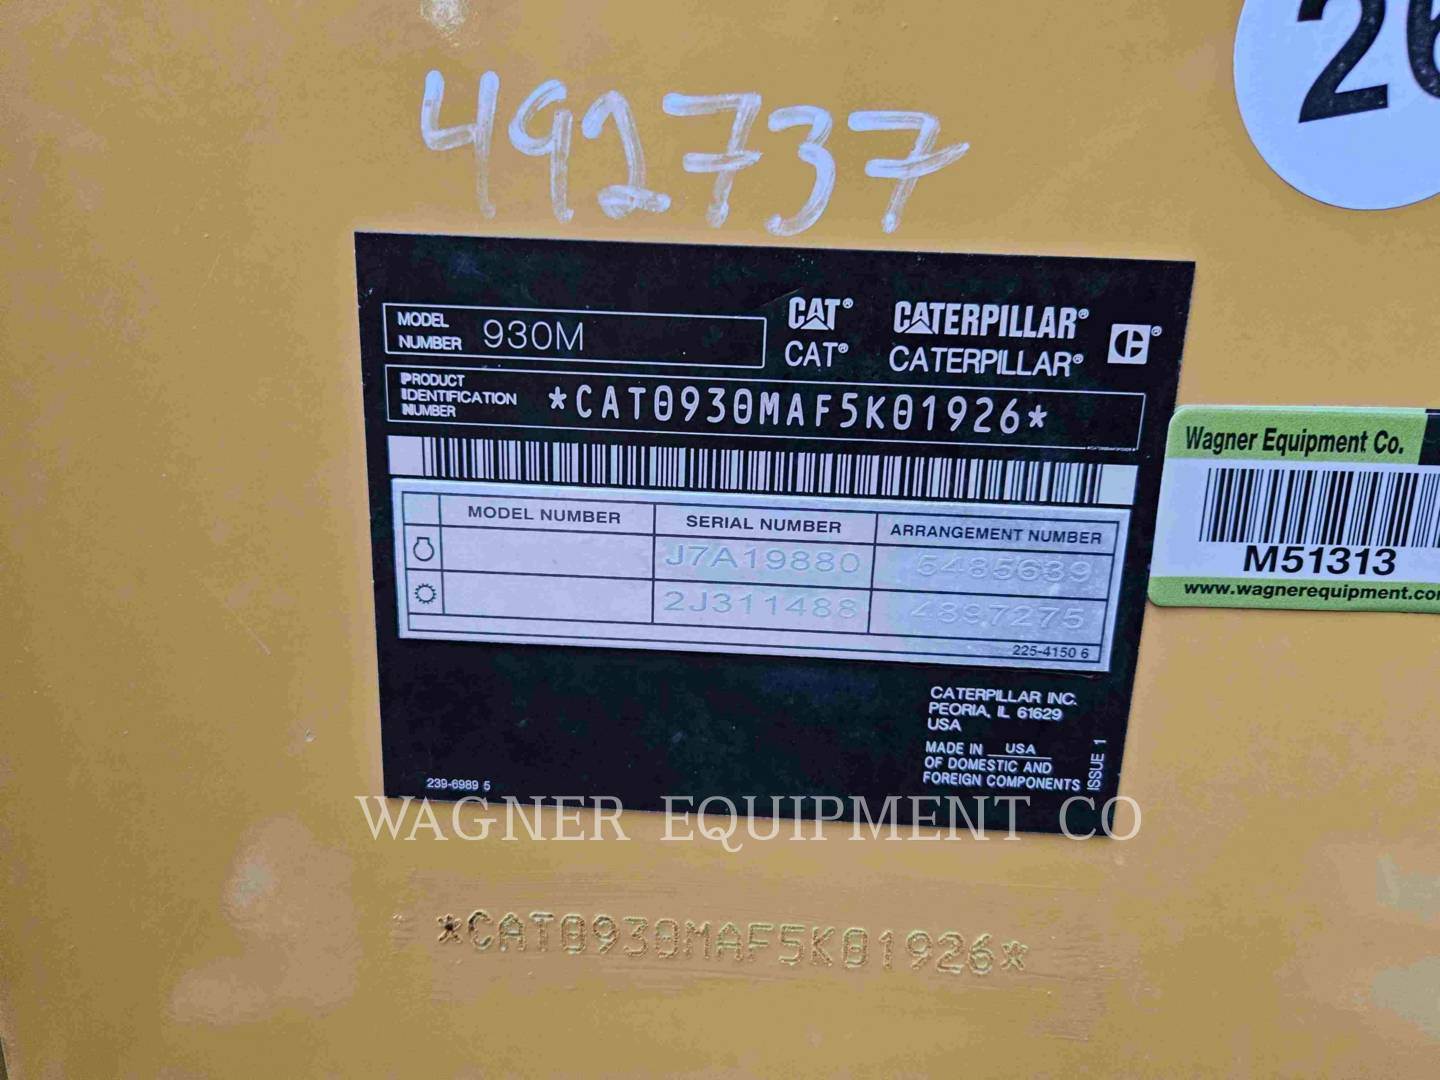 492737
26
MODEL NUMBER 930M
CAT® CATERPILLAR®
CAT® CATERPILLAR®
PRODUCT IDENTIFICATION NUMBER *CAT0930MAF5K01926*
MODEL NUMBER SERIAL NUMBER ARRANGEMENT NUMBER
J7A19880 5485639
2J311488 4897275
225-4150 6
CATERPILLAR INC.
PEORIA, IL 61629
USA
MADE IN USA
OF DOMESTIC AND
FOREIGN COMPONENTS
ISSUE 1
239-6989 5
Wagner Equipment Co.
M51313
www.wagnerequipment.co
WAGNER EQUIPMENT CO
*CAT0930MAF5K01926*